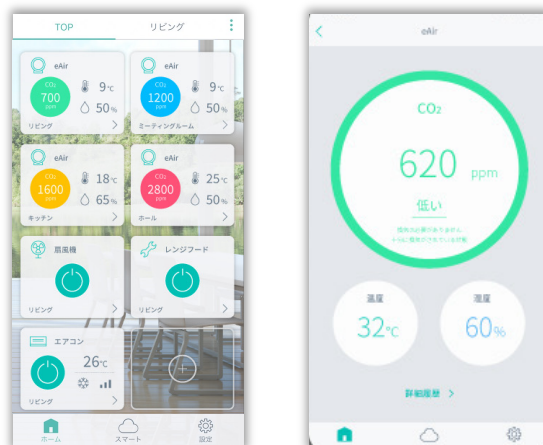 TOP
リビング
eAir
CO₂
700
ppm
9℃
50%
リビング
eAir
CO₂
1200
ppm
9℃
50%
ミーティングルーム
eAir
CO₂
1600
ppm
18℃
65%
キッチン
eAir
CO₂
2800
ppm
25℃
50%
ホール
扇風機
リビング
レンジフード
リビング
エアコン
26℃
リビング
ホーム
スマート
設定
eAir
CO₂
620 ppm
低い
温度
32℃
湿度
60%
詳細履歴